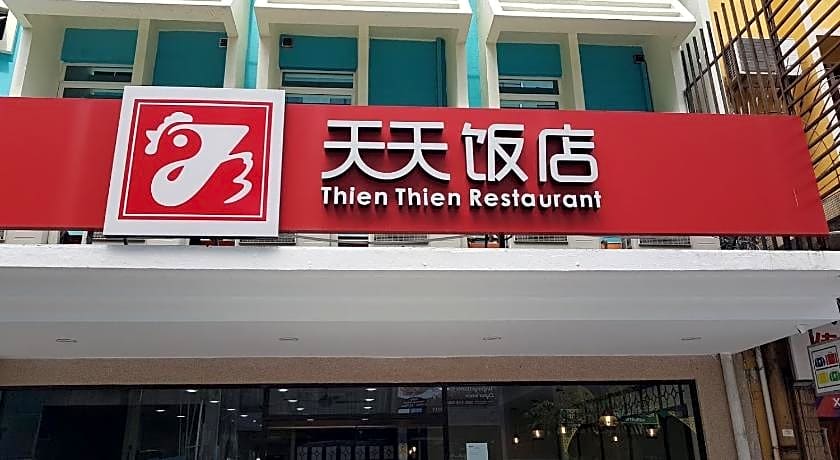 天天饭店
Thien Thien Restaurant